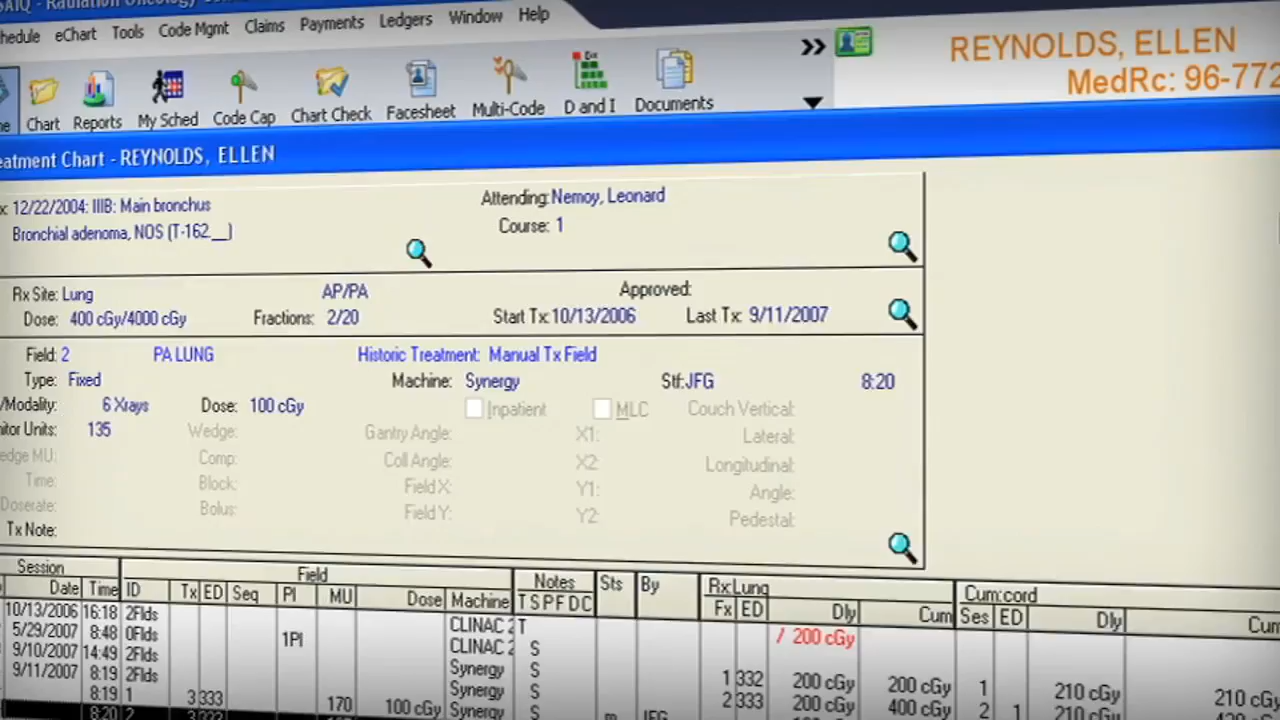 Radiation Oncology
eChart Tools Code Mgmt Claims Payments Ledgers Window Help
Chart Reports My Sched Code Cap Chart Check Facesheet Multi-Code D and I Documents
REYNOLDS, ELLEN
MedRc: 96-772
eatment Chart - REYNOLDS, ELLEN
12/22/2004: IIIB: Main bronchus Attending: Nemoy, Leonard
Bronchial adenoma, NOS (T-162.__) Course: 1
Rx Site: Lung AP/PA Approved:
Dose: 400 cGy/4000 cGy Fractions: 2/20 Start Tx: 10/13/2006 Last Tx: 9/11/2007
Field: 2 PA LUNG Historic Treatment: Manual Tx Field
Type: Fixed Machine: Synergy Stf: JFG 8:20
/Modality: 6 Xrays Dose: 100 cGy Inpatient MLC Couch Vertical:
itor Units: 135 Wedge: Gantry Angle: X1: Lateral:
edge MU: Comp: Coll Angle: X2: Longitudinal:
Time: Block: Field X: Y1: Angle:
Doserate: Bolus: Field Y: Y2: Pedestal:
Tx Note:
Session Field Notes Sts By Rx:Lung Cum:cord
Date Time ID Tx ED Seq PI MU Dose Machine T S P F D C Fx ED Dly Cum Ses ED Dly Cum
10/13/2006 16:18 2Flds CLINAC 2 T / 200 cGy
5/29/2007 8:48 0Flds 1PI CLINAC 2 S
9/10/2007 14:49 2Flds Synergy S 1 332 200 cGy 200 cGy 1 210 cGy 210 cGy
9/11/2007 8:19 2Flds Synergy S 2 333 200 cGy 400 cGy 2 1 210 cGy
8:19 1 3 333 170 100 cGy Synergy S JFG
8:20 2